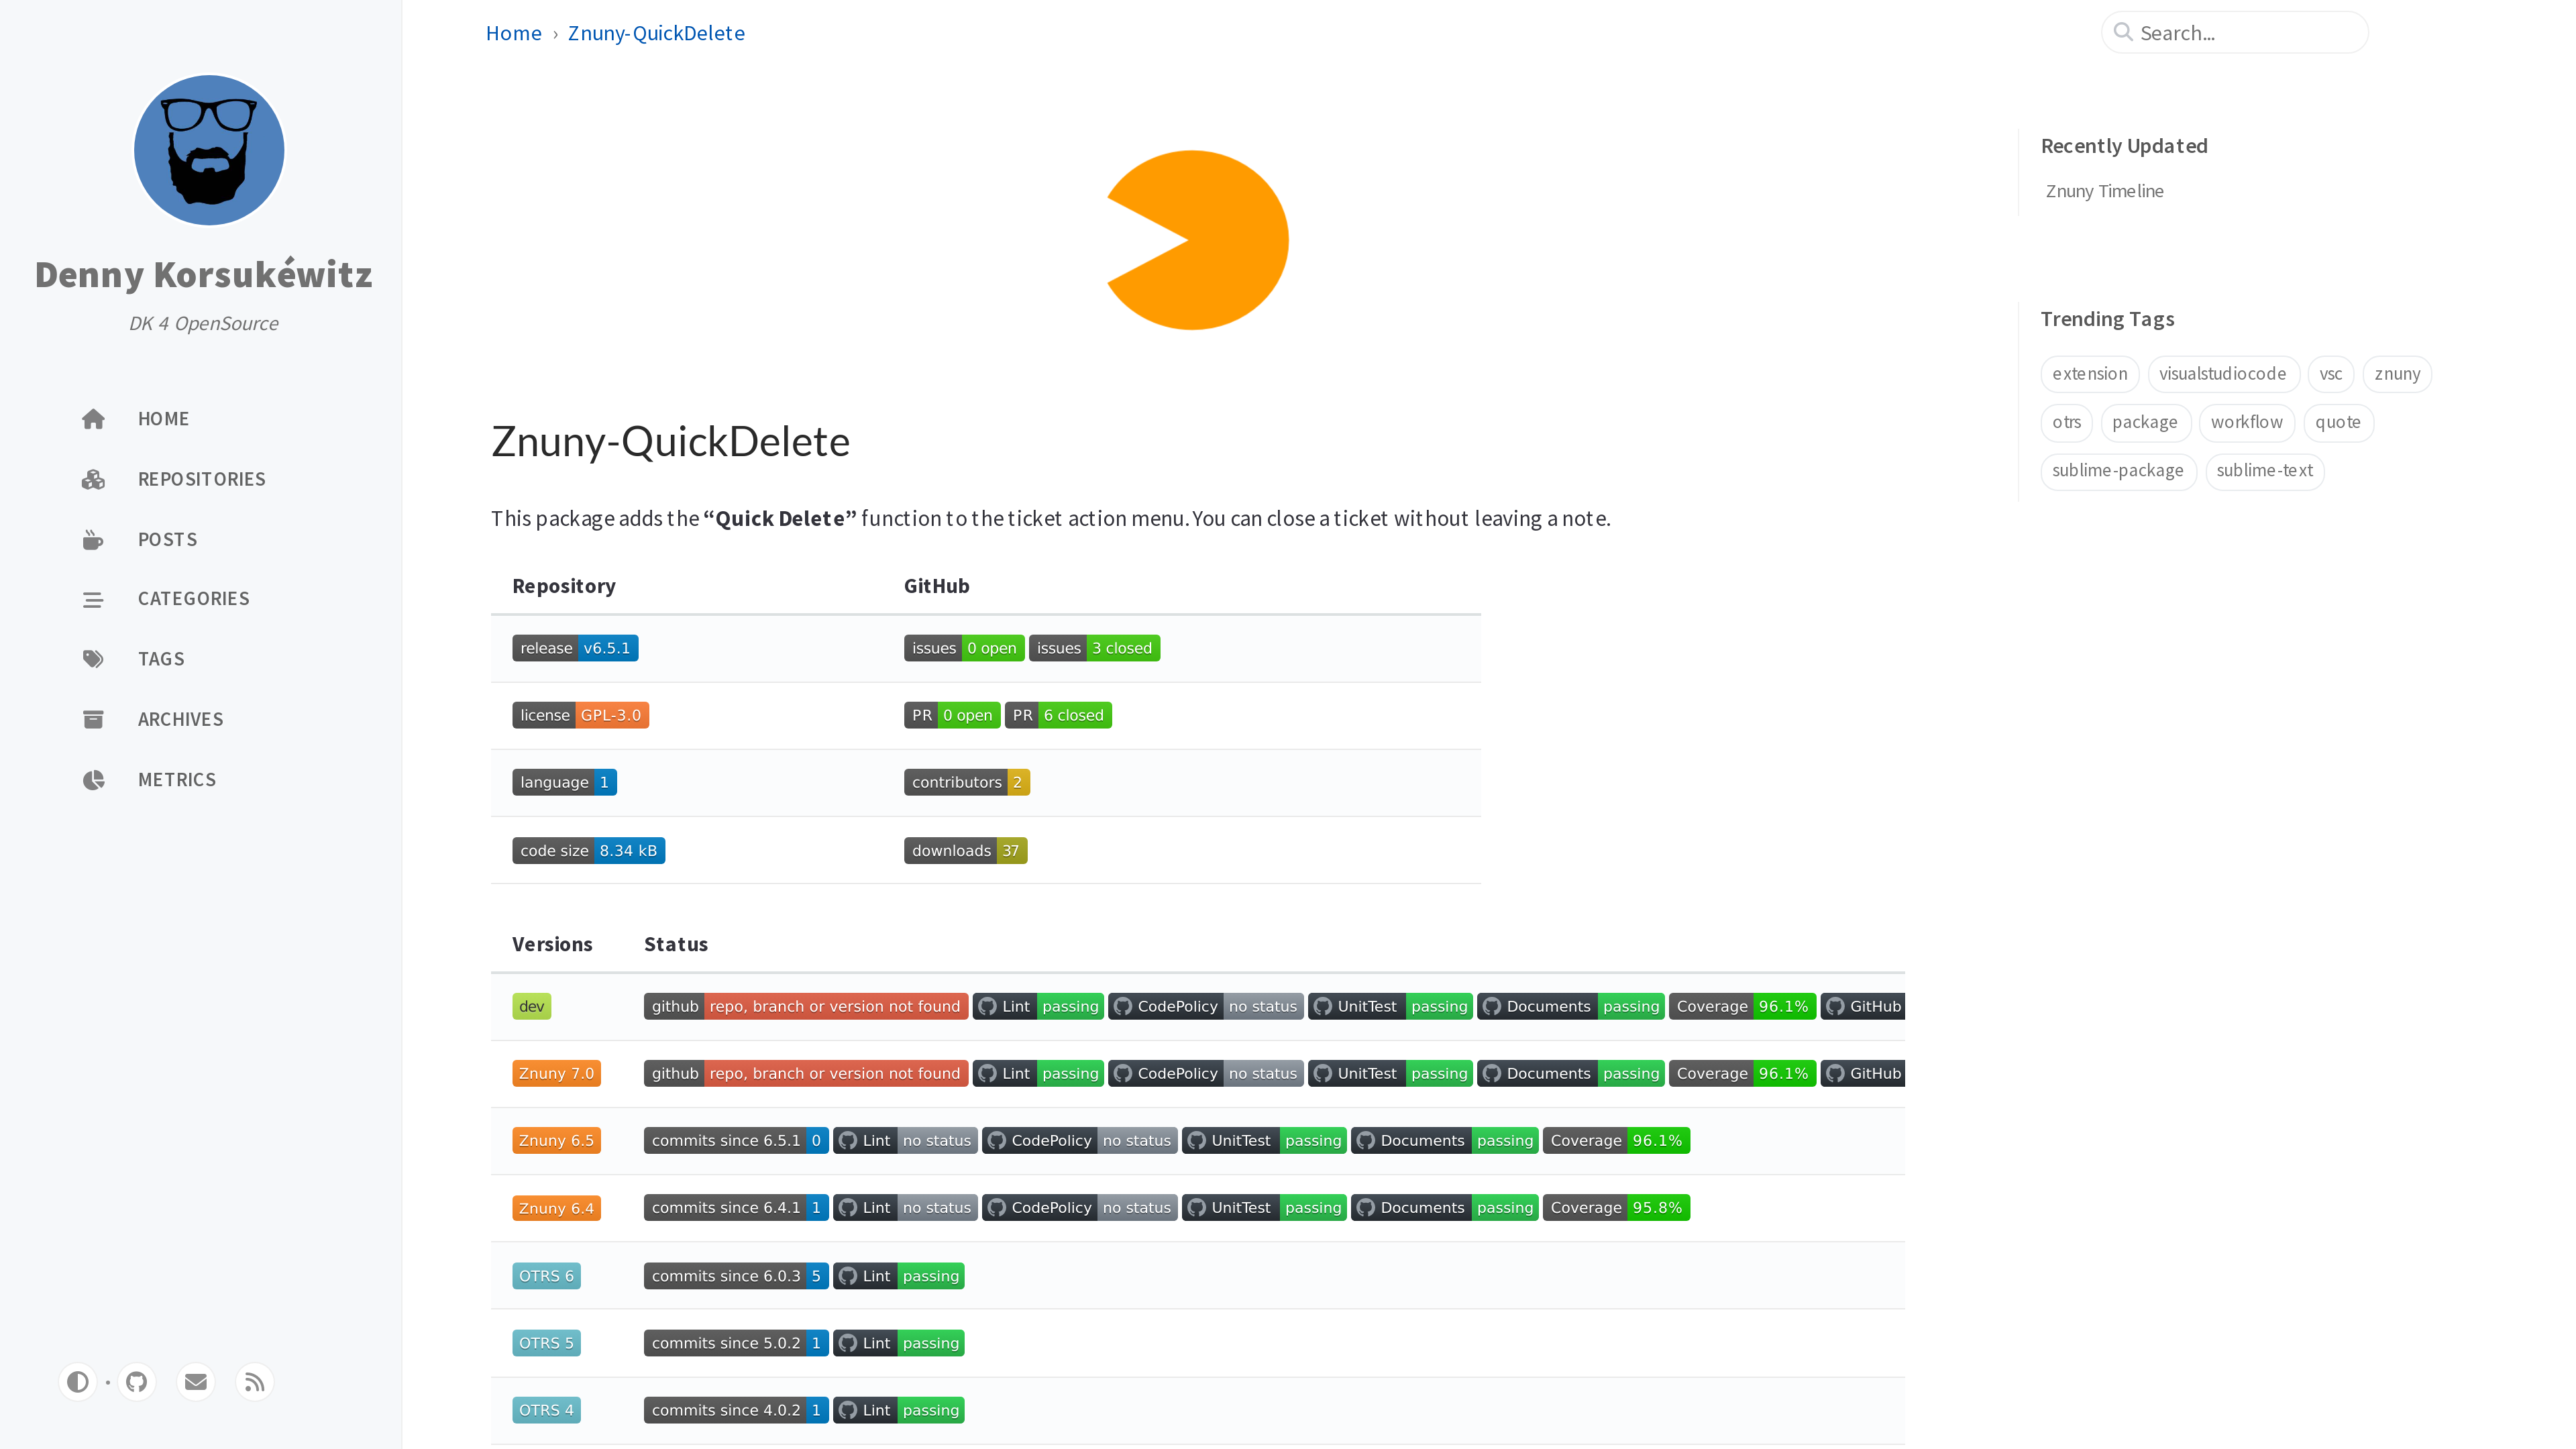 Denny Korsukéwitz
DK 4 OpenSource
HOME
REPOSITORIES
POSTS
CATEGORIES
TAGS
ARCHIVES
METRICS
Home › Znuny-QuickDelete
Search...
Znuny-QuickDelete
This package adds the “Quick Delete” function to the ticket action menu. You can close a ticket without leaving a note.
Repository GitHub
release v6.5.1 issues 0 open issues 3 closed
license GPL-3.0 PR 0 open PR 6 closed
language 1 contributors 2
code size 8.34 kB downloads 37
Versions Status
dev github repo, branch or version not found Lint passing CodePolicy no status UnitTest passing Documents passing Coverage 96.1% GitHub
Znuny 7.0 github repo, branch or version not found Lint passing CodePolicy no status UnitTest passing Documents passing Coverage 96.1% GitHub
Znuny 6.5 commits since 6.5.1 0 Lint no status CodePolicy no status UnitTest passing Documents passing Coverage 96.1%
Znuny 6.4 commits since 6.4.1 1 Lint no status CodePolicy no status UnitTest passing Documents passing Coverage 95.8%
OTRS 6 commits since 6.0.3 5 Lint passing
OTRS 5 commits since 5.0.2 1 Lint passing
OTRS 4 commits since 4.0.2 1 Lint passing
Recently Updated
Znuny Timeline
Trending Tags
extension visualstudiocode vsc znuny
otrs package workflow quote
sublime-package sublime-text